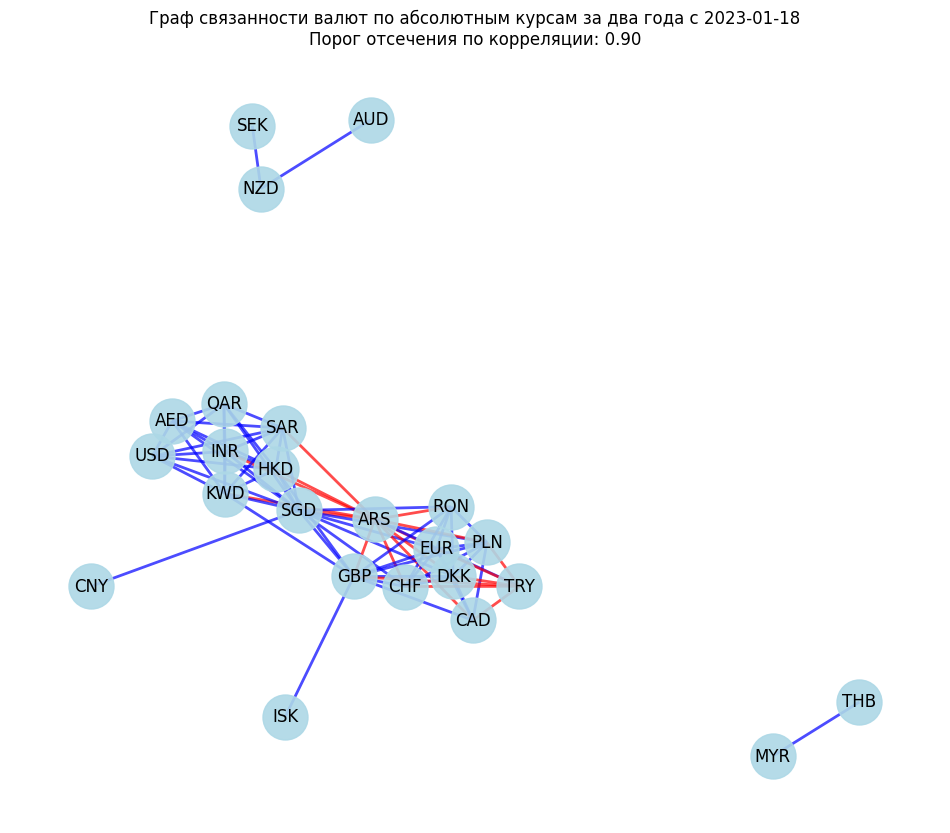 Граф связанности валют по абсолютным курсам за два года с 2023-01-18
Порог отсечения по корреляции: 0.90
SEK
AUD
NZD
QAR
AED
SAR
INR
USD
HKD
KWD
SGD
RON
ARS
PLN
EUR
GBP
DKK
CHF
TRY
CNY
CAD
ISK
THB
MYR